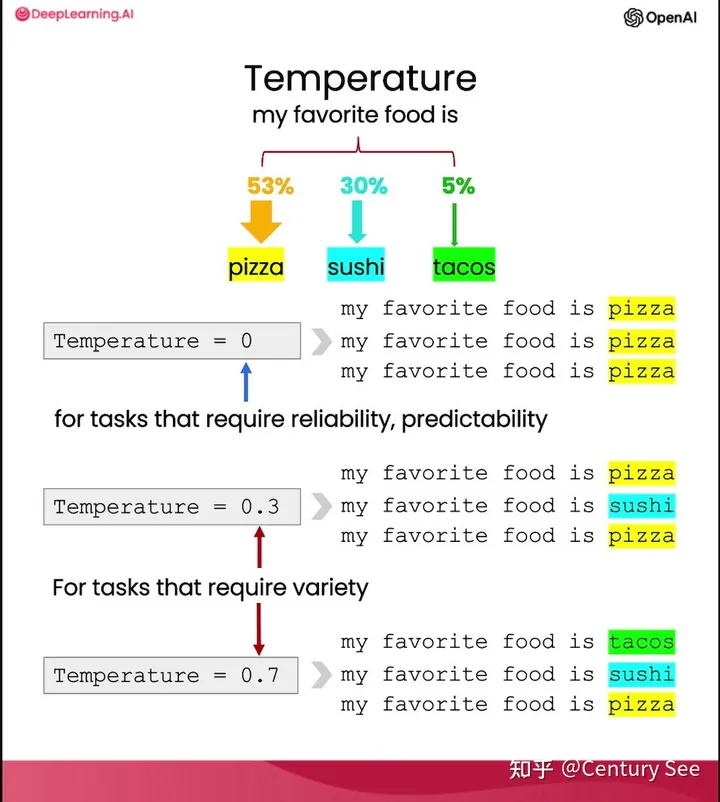 DeepLearning.AI
OpenAI
Temperature
my favorite food is
53% 30% 5%
pizza sushi tacos
my favorite food is pizza
Temperature = 0 my favorite food is pizza
my favorite food is pizza
for tasks that require reliability, predictability
my favorite food is pizza
Temperature = 0.3 my favorite food is sushi
my favorite food is pizza
For tasks that require variety
my favorite food is tacos
Temperature = 0.7 my favorite food is sushi
my favorite food is pizza
知乎 @Century See